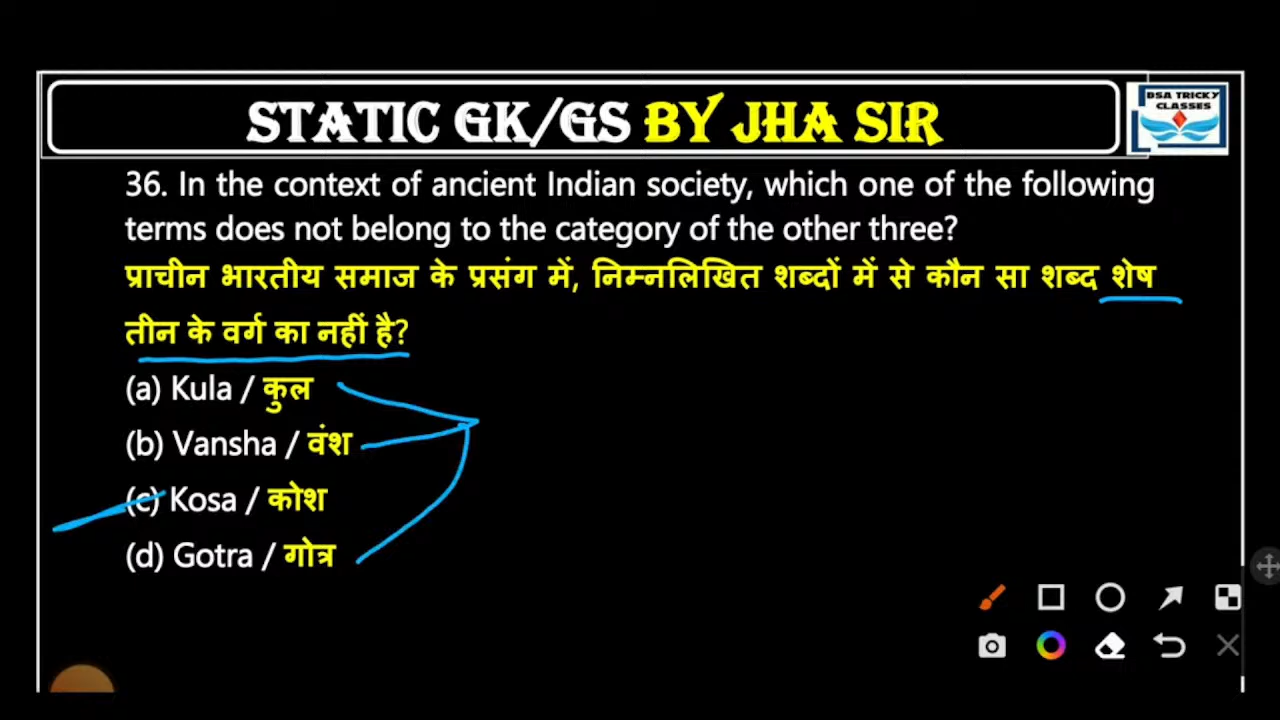 STATIC GK/GS BY JHA SIR
DSA TRICKY
CLASSES
36. In the context of ancient Indian society, which one of the following
terms does not belong to the category of the other three?
प्राचीन भारतीय समाज के प्रसंग में, निम्नलिखित शब्दों में से कौन सा शब्द शेष
तीन के वर्ग का नहीं है?
(a) Kula / कुल
(b) Vansha / वंश
(c) Kosa / कोश
(d) Gotra / गोत्र